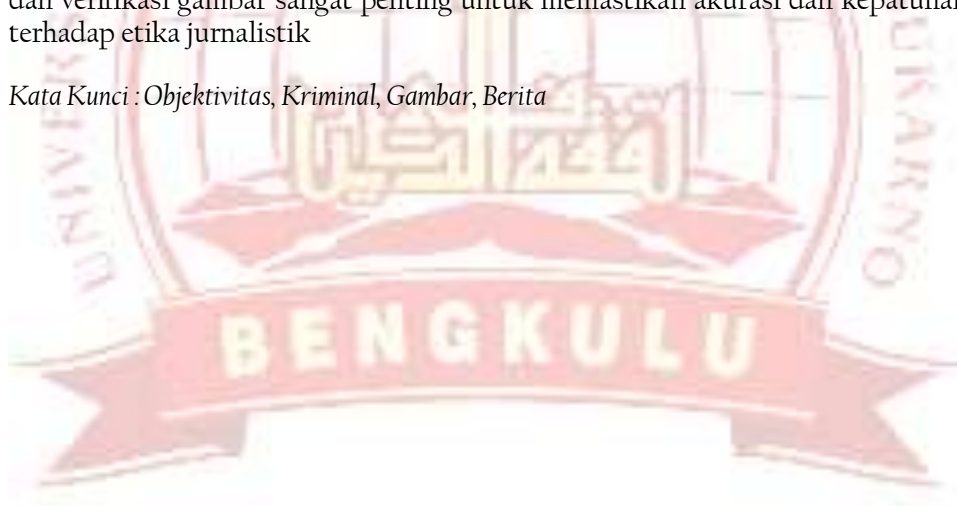 dan verifikasi gambar sangat penting untuk memastikan akurasi dan kepatuhan
terhadap etika jurnalistik
Kata Kunci : Objektivitas, Kriminal, Gambar, Berita
BENGKULU